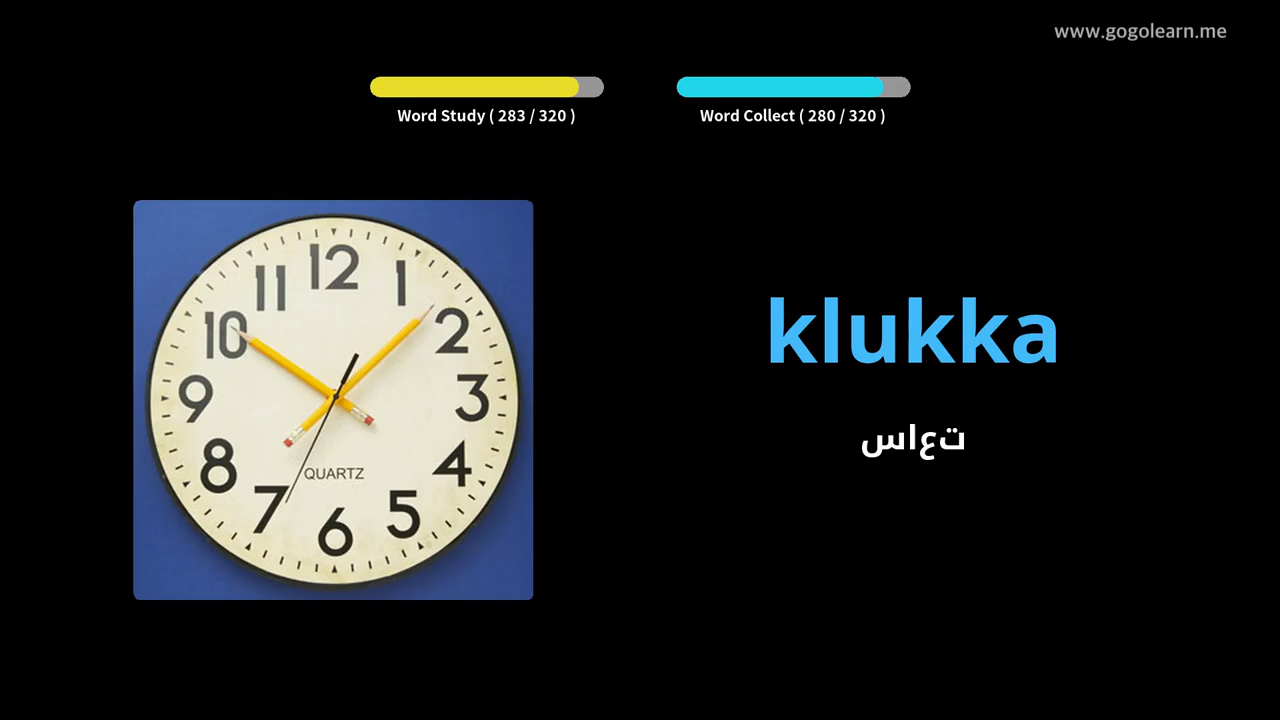 www.gogolearn.me
Word Study ( 283 / 320 )
Word Collect ( 280 / 320 )
12
11
1
10
2
9
3
8
4
7
5
6
QUARTZ
klukka
تعاس